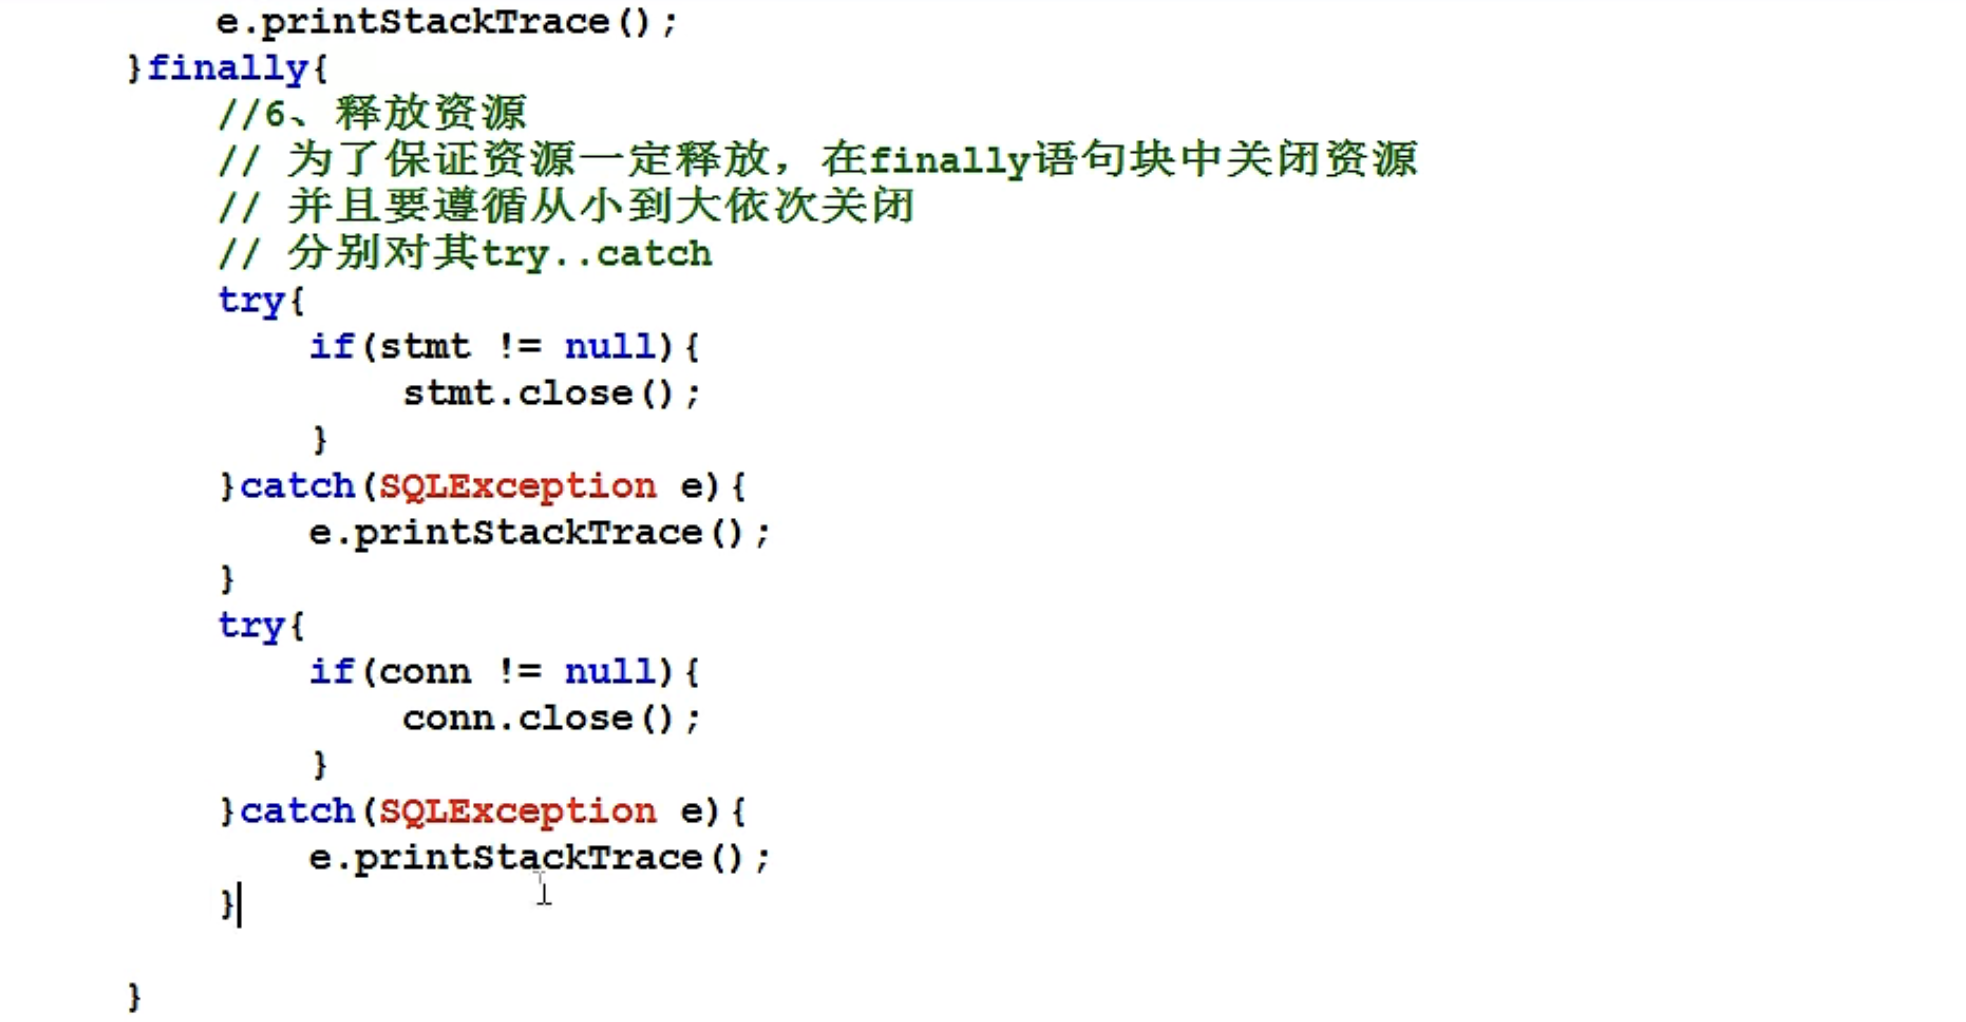 e.printStackTrace();
}finally{
//6、释放资源
// 为了保证资源一定释放，在finally语句块中关闭资源
// 并且要遵循从小到大依次关闭
// 分别对其try..catch
try{
if(stmt != null){
stmt.close();
}
}catch(SQLException e){
e.printStackTrace();
}
try{
if(conn != null){
conn.close();
}
}catch(SQLException e){
e.printStackTrace();
}
}